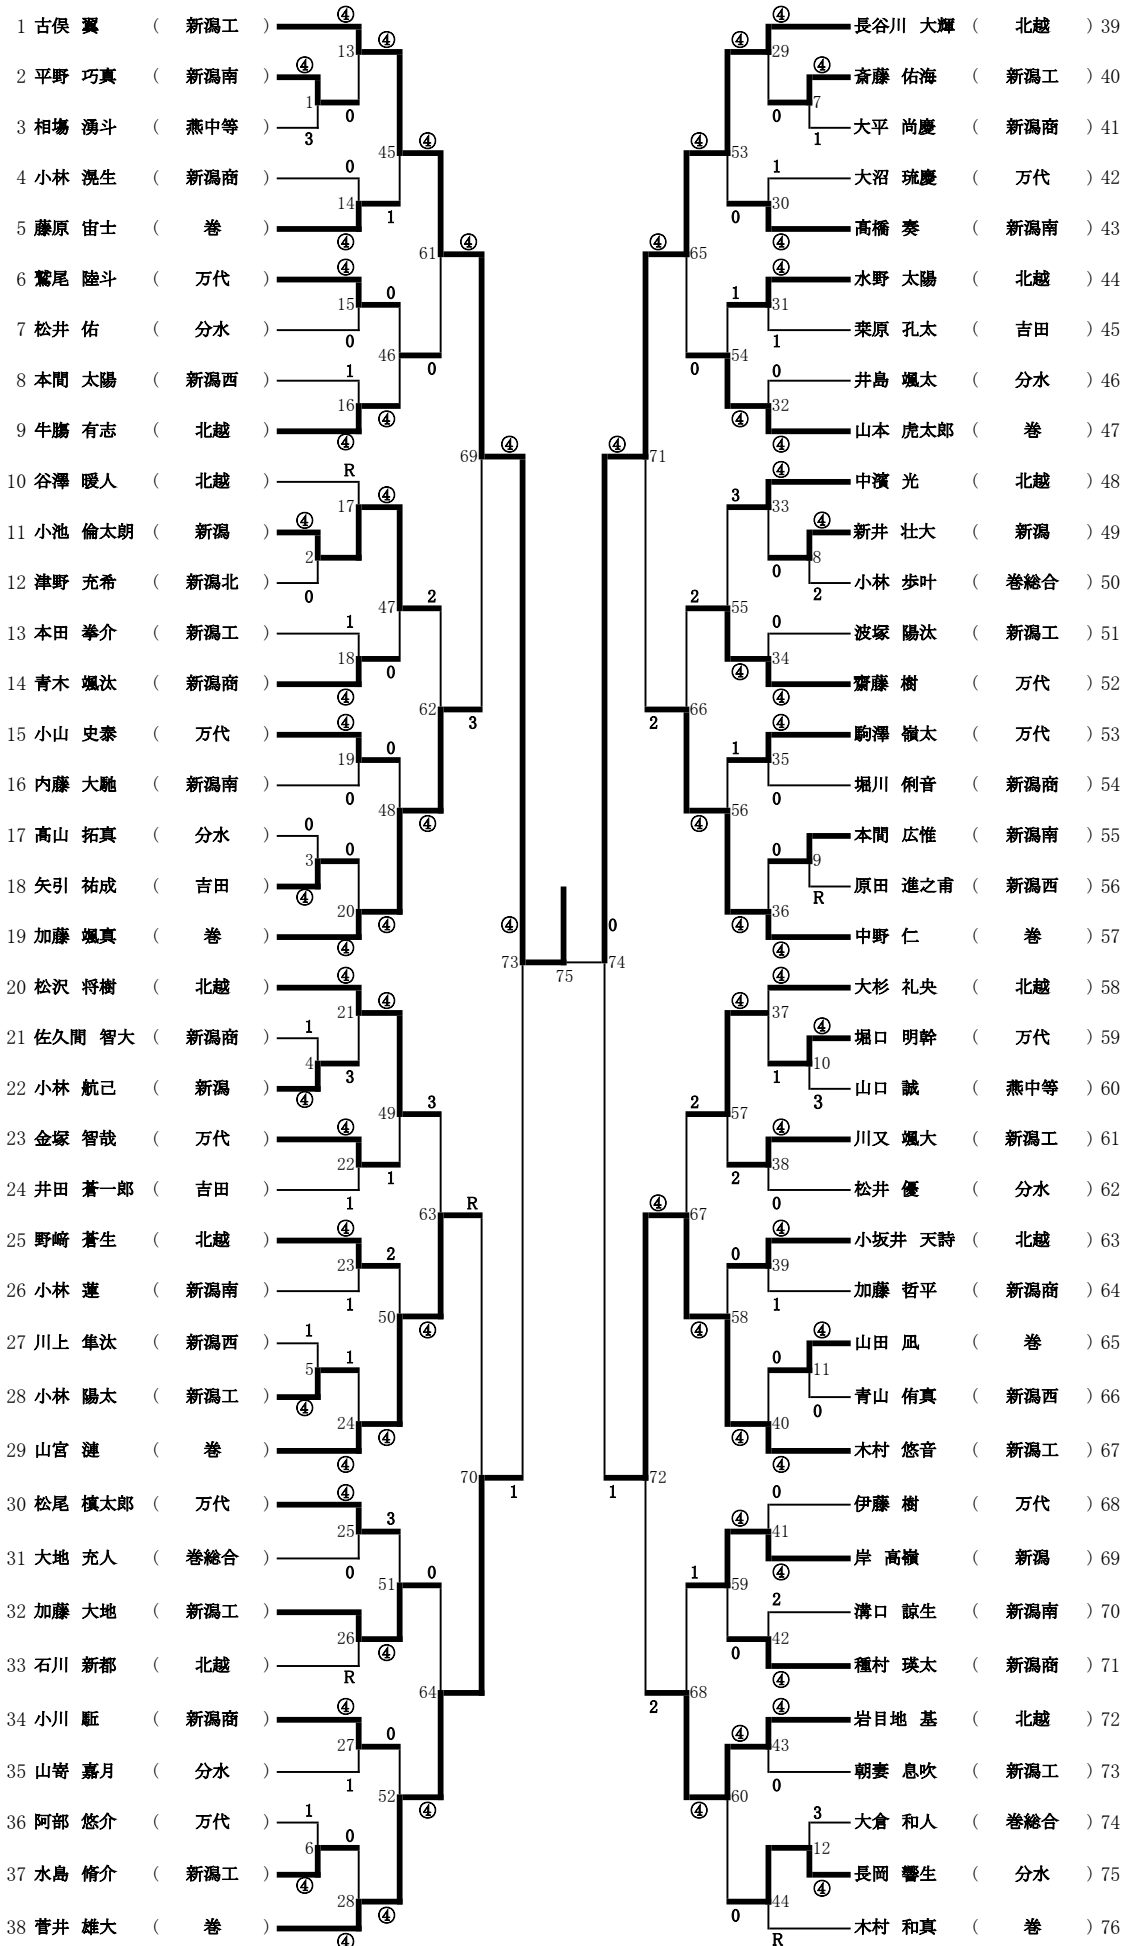 1 古俣 翼 ( 新潟工 )
2 平野 巧真 ( 新潟南 )
3 相場 湧斗 ( 燕中等 )
4 小林 滉生 ( 新潟商 )
5 藤原 宙士 ( 巻 )
6 鷲尾 陸斗 ( 万代 )
7 松井 佑 ( 分水 )
8 本間 太陽 ( 新潟西 )
9 牛膓 有志 ( 北越 )
10 谷澤 暖人 ( 北越 )
11 小池 倫太朗 ( 新潟 )
12 津野 充希 ( 新潟北 )
13 本田 拳介 ( 新潟工 )
14 青木 颯汰 ( 新潟商 )
15 小山 史泰 ( 万代 )
16 内藤 大馳 ( 新潟南 )
17 高山 拓真 ( 分水 )
18 矢引 祐成 ( 吉田 )
19 加藤 颯真 ( 巻 )
20 松沢 将樹 ( 北越 )
21 佐久間 智大 ( 新潟商 )
22 小林 航己 ( 新潟 )
23 金塚 智哉 ( 万代 )
24 井田 蒼一郎 ( 吉田 )
25 野﨑 蒼生 ( 北越 )
26 小林 蓮 ( 新潟南 )
27 川上 隼汰 ( 新潟西 )
28 小林 陽太 ( 新潟工 )
29 山宮 漣 ( 巻 )
30 松尾 槙太郎 ( 万代 )
31 大地 充人 ( 巻総合 )
32 加藤 大地 ( 新潟工 )
33 石川 新都 ( 北越 )
34 小川 駈 ( 新潟商 )
35 山嵜 嘉月 ( 分水 )
36 阿部 悠介 ( 万代 )
37 水島 脩介 ( 新潟工 )
38 菅井 雄大 ( 巻 )
長谷川 大輝 ( 北越 ) 39
斎藤 佑海 ( 新潟工 ) 40
大平 尚慶 ( 新潟商 ) 41
大沼 琉慶 ( 万代 ) 42
高橋 奏 ( 新潟南 ) 43
水野 太陽 ( 北越 ) 44
栗原 孔太 ( 吉田 ) 45
井島 颯太 ( 分水 ) 46
山本 虎太郎 ( 巻 ) 47
中濱 光 ( 北越 ) 48
新井 壮大 ( 新潟 ) 49
小林 歩叶 ( 巻総合 ) 50
波塚 陽汰 ( 新潟工 ) 51
齋藤 樹 ( 万代 ) 52
駒澤 嶺太 ( 万代 ) 53
堀川 俐音 ( 新潟商 ) 54
本間 広惟 ( 新潟南 ) 55
原田 進之甫 ( 新潟西 ) 56
中野 仁 ( 巻 ) 57
大杉 礼央 ( 北越 ) 58
堀口 明幹 ( 万代 ) 59
山口 誠 ( 燕中等 ) 60
川又 颯大 ( 新潟工 ) 61
松井 優 ( 分水 ) 62
小坂井 天詩 ( 北越 ) 63
加藤 哲平 ( 新潟商 ) 64
山田 凪 ( 巻 ) 65
青山 侑真 ( 新潟西 ) 66
木村 悠音 ( 新潟工 ) 67
伊藤 樹 ( 万代 ) 68
岸 高嶺 ( 新潟 ) 69
溝口 諒生 ( 新潟南 ) 70
種村 瑛太 ( 新潟商 ) 71
岩目地 基 ( 北越 ) 72
朝妻 息吹 ( 新潟工 ) 73
大倉 和人 ( 巻総合 ) 74
長岡 響生 ( 分水 ) 75
木村 和真 ( 巻 ) 76